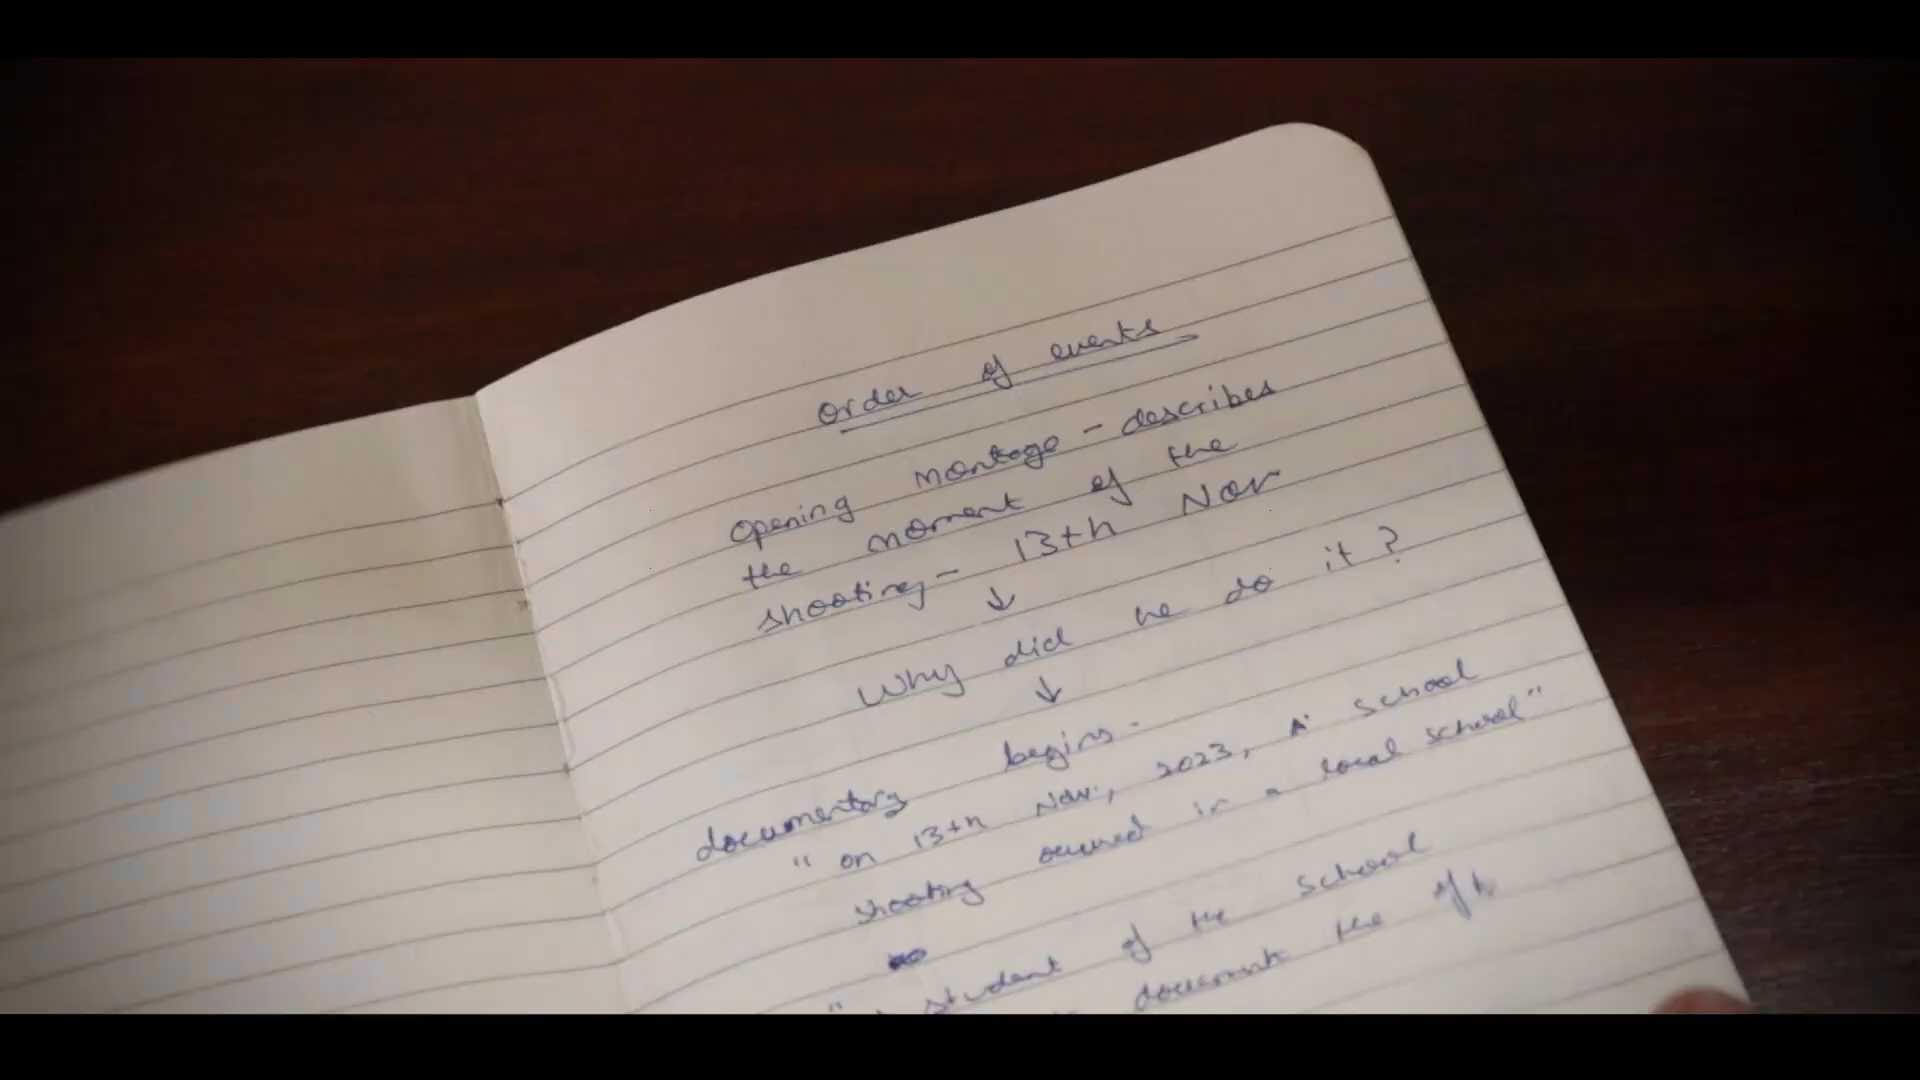 order of events
opening montage - describes
the moment of the
shooting - 13th Nov
↓
Why did he do it?
↓
documentary begins -
"on 13th Nov., 2023, A school
shooting occured in a local school"
student of the school
document the